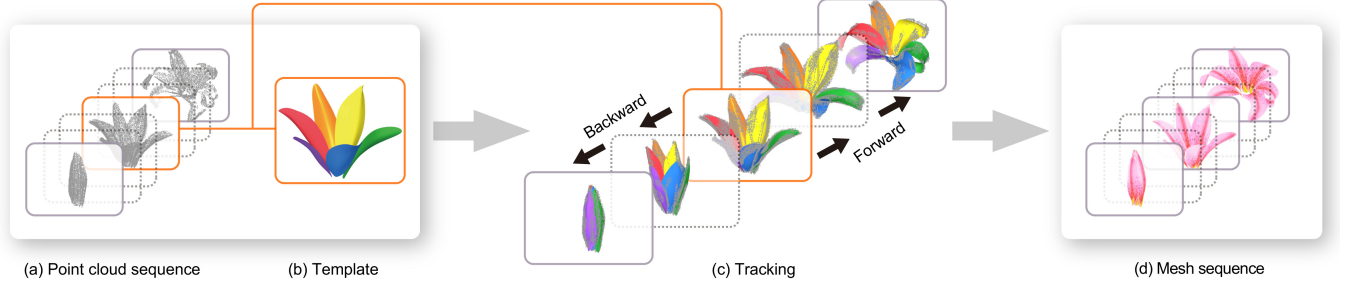 Backward
Forward
(a) Point cloud sequence
(b) Template
(c) Tracking
(d) Mesh sequence